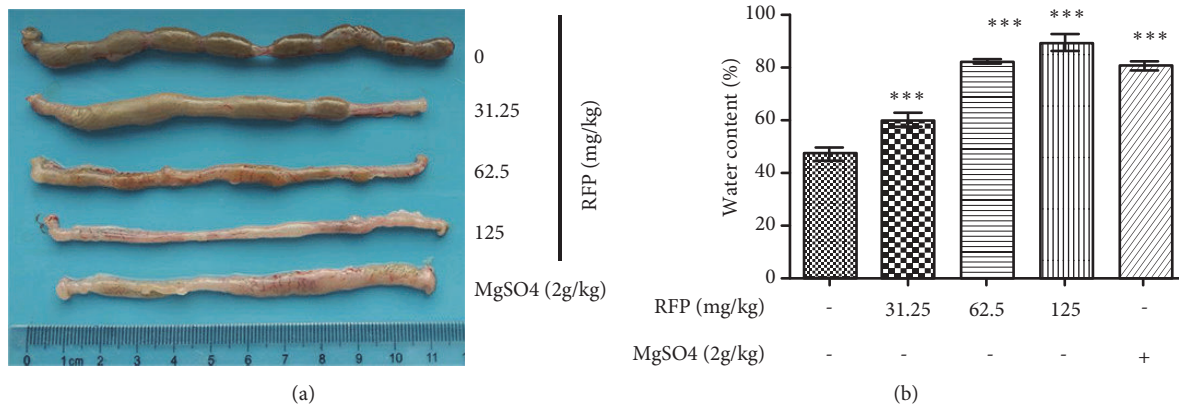 0
31.25
62.5
125
MgSO4 (2g/kg)
RFP (mg/kg)
0 1cm 2 3 4 5 6 7 8 9 10 11
(a)
100
80
60
40
20
0
Water content (%)
***
***
***
***
RFP (mg/kg) - 31.25 62.5 125 -
MgSO4 (2g/kg) - - - - +
(b)